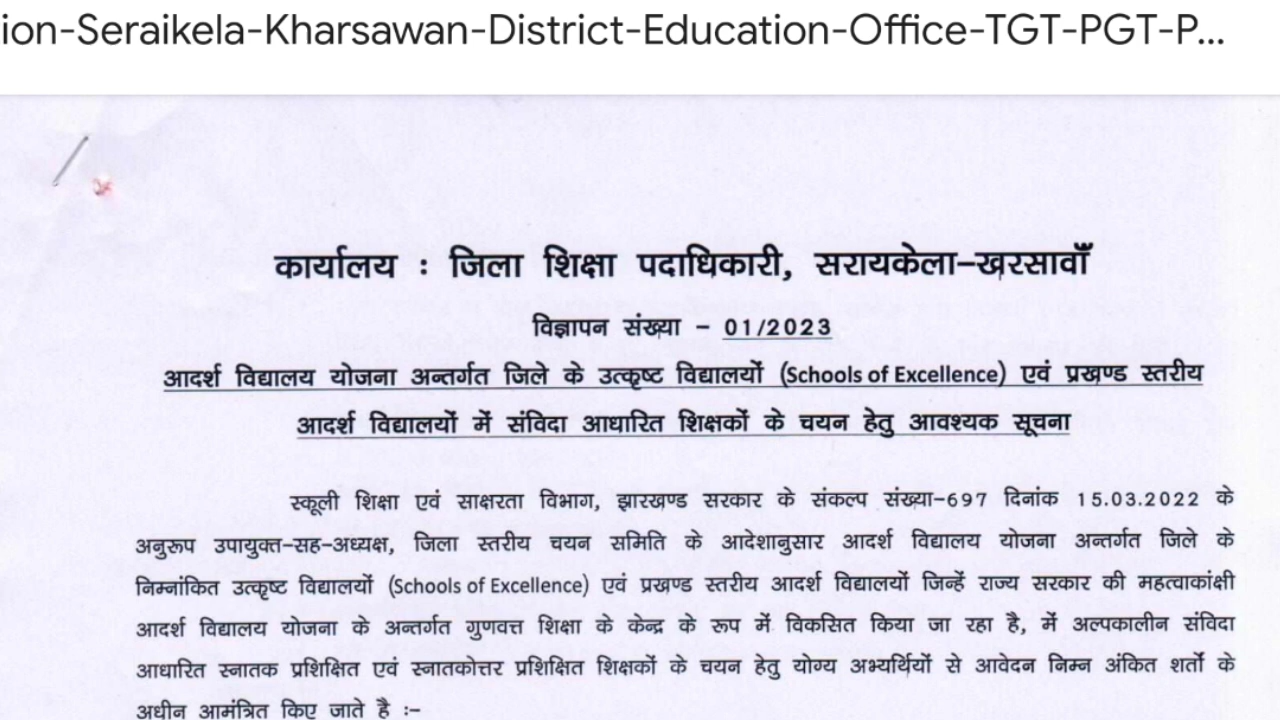 ion-Seraikela-Kharsawan-District-Education-Office-TGT-PGT-P...
कार्यालय : जिला शिक्षा पदाधिकारी, सरायकेला-खरसावाँ
विज्ञापन संख्या - 01/2023
आदर्श विद्यालय योजना अन्तर्गत जिले के उत्कृष्ट विद्यालयों (Schools of Excellence) एवं प्रखण्ड स्तरीय
आदर्श विद्यालयों में संविदा आधारित शिक्षकों के चयन हेतु आवश्यक सूचना
स्कूली शिक्षा एवं साक्षरता विभाग, झारखण्ड सरकार के संकल्प संख्या-697 दिनांक 15.03.2022 के
अनुरूप उपायुक्त-सह-अध्यक्ष, जिला स्तरीय चयन समिति के आदेशानुसार आदर्श विद्यालय योजना अन्तर्गत जिले के
निम्नांकित उत्कृष्ट विद्यालयों (Schools of Excellence) एवं प्रखण्ड स्तरीय आदर्श विद्यालयों जिन्हें राज्य सरकार की महत्वाकांक्षी
आदर्श विद्यालय योजना के अन्तर्गत गुणवत्त शिक्षा के केन्द्र के रूप में विकसित किया जा रहा है, में अल्पकालीन संविदा
आधारित स्नातक प्रशिक्षित एवं स्नातकोत्तर प्रशिक्षित शिक्षकों के चयन हेतु योग्य अभ्यर्थियों से आवेदन निम्न अंकित शर्तो के
अधीन आमंत्रित किए जाते है :-